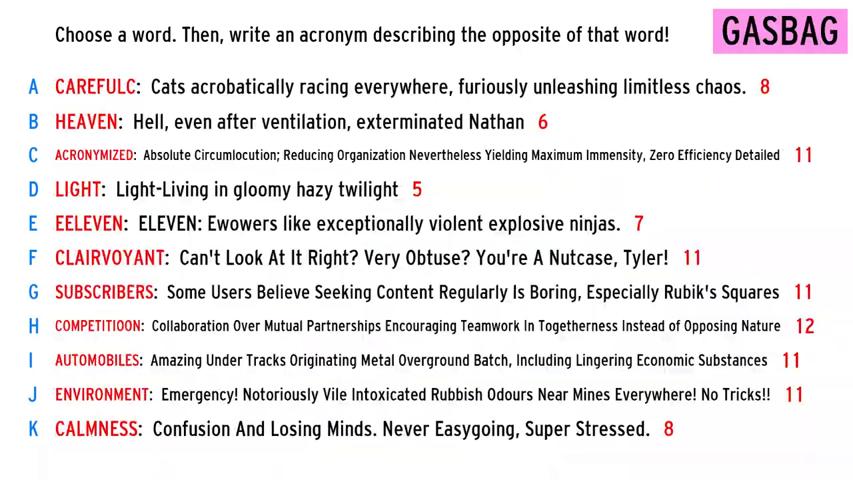 Choose a word. Then, write an acronym describing the opposite of that word!
GASBAG
A CAREFULC: Cats acrobatically racing everywhere, furiously unleashing limitless chaos. 8
B HEAVEN: Hell, even after ventilation, exterminated Nathan 6
C ACRONYMIZED: Absolute Circumlocution; Reducing Organization Nevertheless Yielding Maximum Immensity, Zero Efficiency Detailed 11
D LIGHT: Light-Living in gloomy hazy twilight 5
E EELEVEN: ELEVEN: Ewowers like exceptionally violent explosive ninjas. 7
F CLAIRVOYANT: Can't Look At It Right? Very Obtuse? You're A Nutcase, Tyler! 11
G SUBSCRIBERS: Some Users Believe Seeking Content Regularly Is Boring, Especially Rubik's Squares 11
H COMPETITIOON: Collaboration Over Mutual Partnerships Encouraging Teamwork In Togetherness Instead of Opposing Nature 12
I AUTOMOBILES: Amazing Under Tracks Originating Metal Overground Batch, Including Lingering Economic Substances 11
J ENVIRONMENT: Emergency! Notoriously Vile Intoxicated Rubbish Odours Near Mines Everywhere! No Tricks!! 11
K CALMNESS: Confusion And Losing Minds. Never Easygoing, Super Stressed. 8